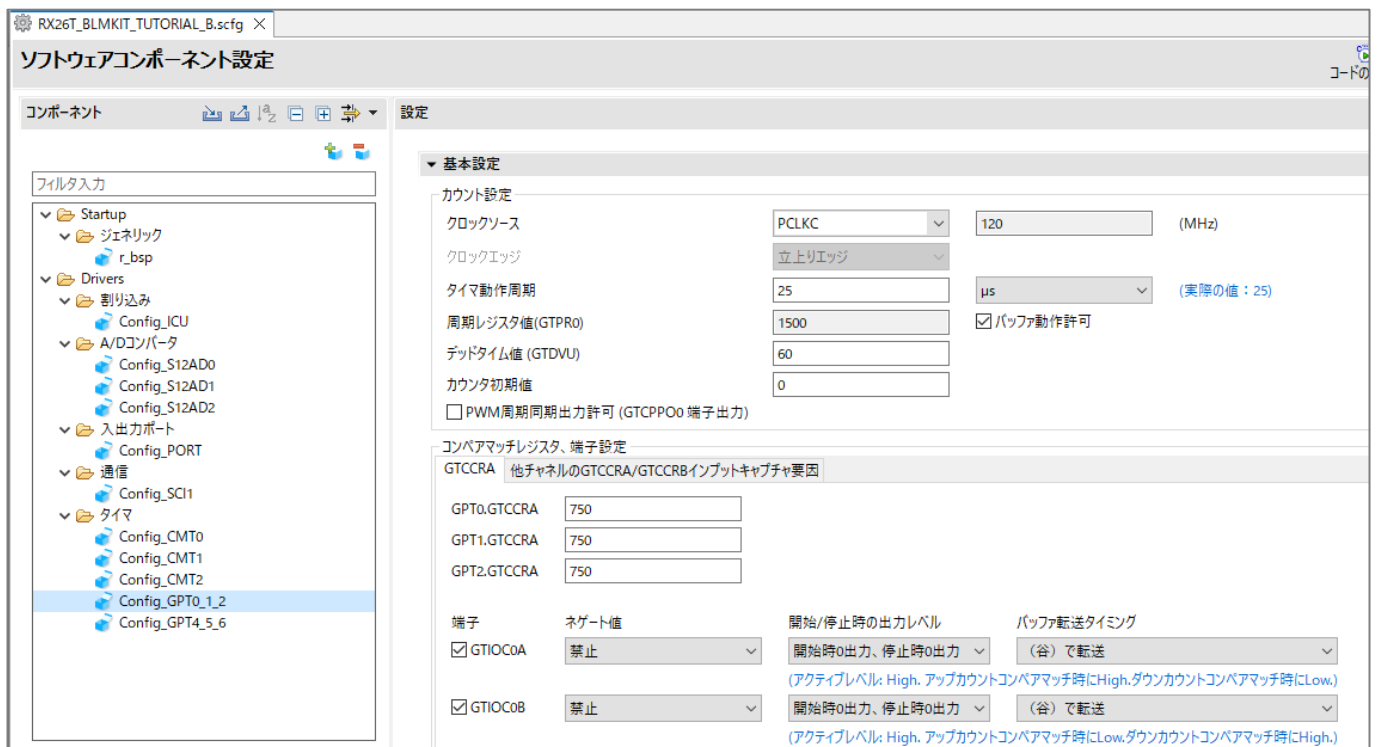 RX26T_BLMKIT_TUTORIAL_B.scfg
ソフトウェアコンポーネント設定
コードの
コンポーネント
設定
フィルタ入力
Startup
ジェネリック
r_bsp
Drivers
割り込み
Config_ICU
A/Dコンバータ
Config_S12AD0
Config_S12AD1
Config_S12AD2
入出力ポート
Config_PORT
通信
Config_SCI1
タイマ
Config_CMT0
Config_CMT1
Config_CMT2
Config_GPT0_1_2
Config_GPT4_5_6
基本設定
カウント設定
クロックソース PCLKC 120 (MHz)
クロックエッジ 立上りエッジ
タイマ動作周期 25 μs (実際の値：25)
周期レジスタ値(GTPR0) 1500 バッファ動作許可
デッドタイム値 (GTDVU) 60
カウンタ初期値 0
PWM周期同期出力許可 (GTCPPO0 端子出力)
コンペアマッチレジスタ、端子設定
GTCCRA 他チャネルのGTCCRA/GTCCRBインプットキャプチャ要因
GPT0.GTCCRA 750
GPT1.GTCCRA 750
GPT2.GTCCRA 750
端子 ネゲート値 開始/停止時の出力レベル バッファ転送タイミング
GTIOC0A 禁止 開始時0出力、停止時0出力 （谷）で転送
(アクティブレベル: High. アップカウントコンペアマッチ時にHigh.ダウンカウントコンペアマッチ時にLow.)
GTIOC0B 禁止 開始時0出力、停止時0出力 （谷）で転送
(アクティブレベル: High. アップカウントコンペアマッチ時にLow.ダウンカウントコンペアマッチ時にHigh.)